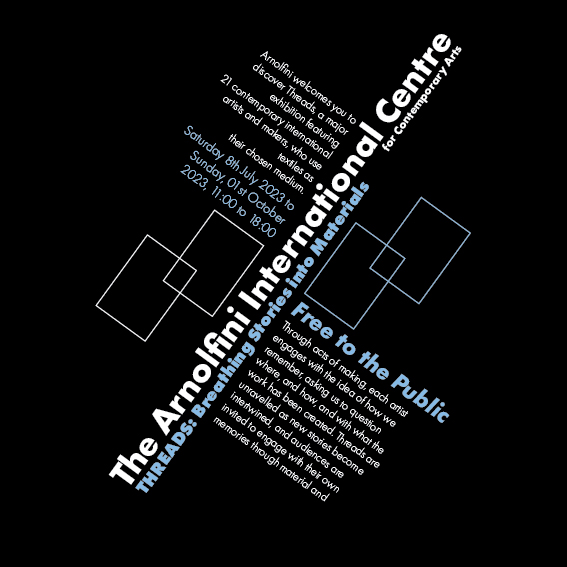 Arnolfini welcomes you to
discover Threads, a major
exhibition featuring
21 contemporary international
artists and makers, who use
textiles as
their chosen medium.
Saturday 8th July 2023 to
Sunday, 01st October
2023, 11:00 to 18:00
The Arnolfini International Centre
for Contemporary Arts
THREADS: Breathing Stories into Materials
Free to the Public
Through acts of making, each artist
engages with the idea of how we
remember, asking us to question
where, and how, and with what the
work has been created. Threads are
unravelled as new stories become
intertwined, and audiences are
invited to engage with their own
memories through material and